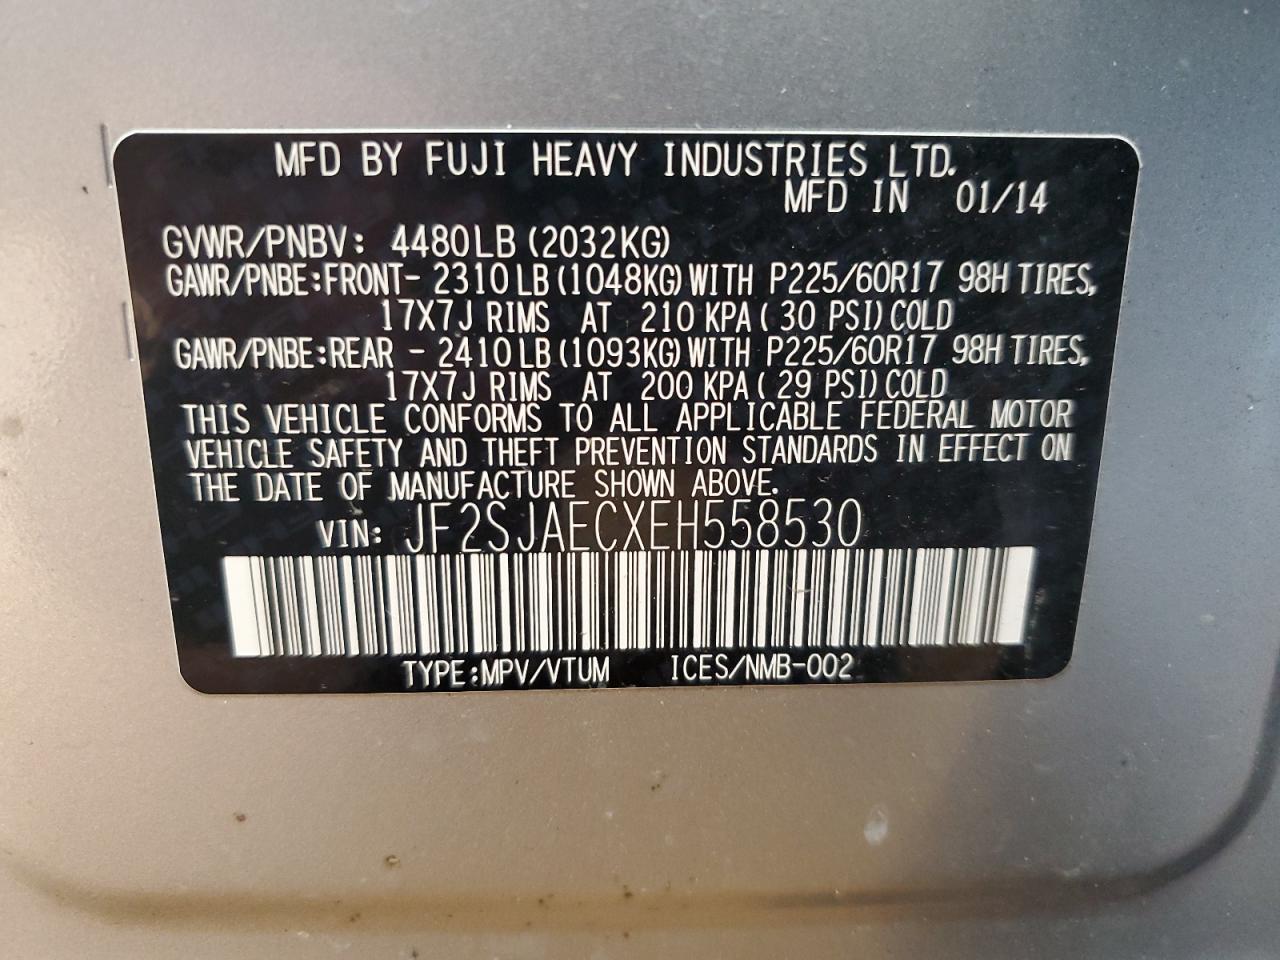 MFD BY FUJI HEAVY INDUSTRIES LTD.
MFD IN 01/14
GVWR/PNBV: 4480LB (2032KG)
GAWR/PNBE:FRONT- 2310LB (1048KG) WITH P225/60R17 98H TIRES,
17X7J RIMS AT 210 KPA ( 30 PSI) COLD
GAWR/PNBE:REAR - 2410LB (1093KG) WITH P225/60R17 98H TIRES,
17X7J RIMS AT 200 KPA ( 29 PSI) COLD
THIS VEHICLE CONFORMS TO ALL APPLICABLE FEDERAL MOTOR
VEHICLE SAFETY AND THEFT PREVENTION STANDARDS IN EFFECT ON
THE DATE OF MANUFACTURE SHOWN ABOVE.
VIN: JF2SJAECXEH558530
TYPE:MPV/VTUM ICES/NMB-002